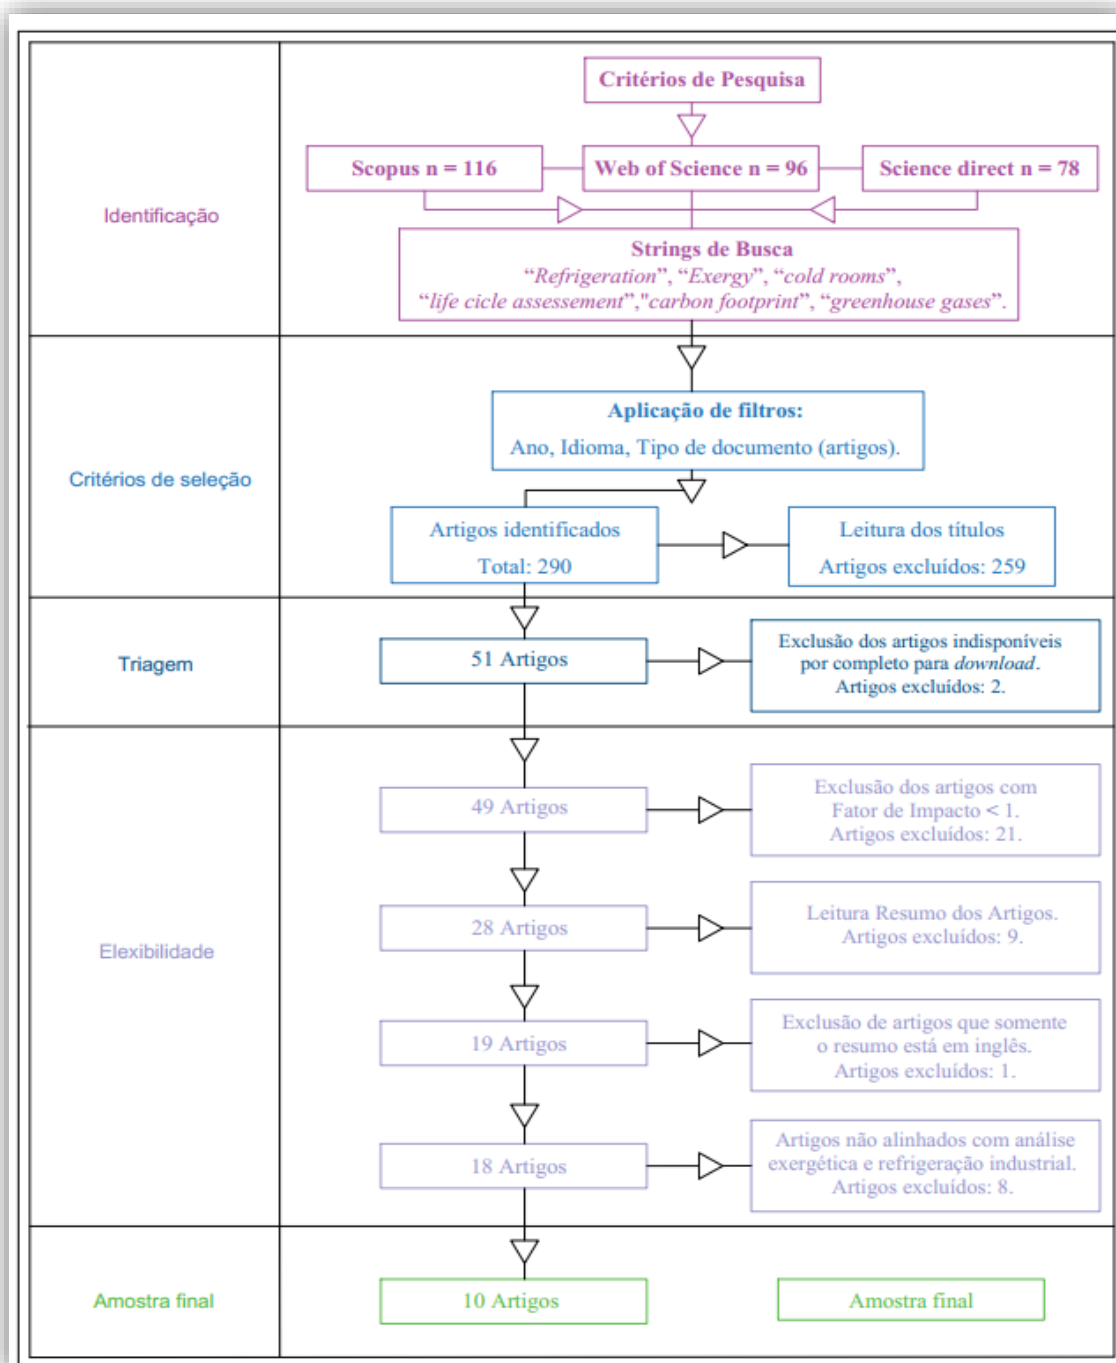 Critérios de Pesquisa
Scopus n = 116
Web of Science n = 96
Science direct n = 78
Identificação
Strings de Busca
“Refrigeration”, “Exergy”, “cold rooms”,
“life cicle assessement”,"carbon footprint”, “greenhouse gases”.
Aplicação de filtros:
Ano, Idioma, Tipo de documento (artigos).
Critérios de seleção
Artigos identificados
Total: 290
Leitura dos títulos
Artigos excluídos: 259
Triagem
51 Artigos
Exclusão dos artigos indisponíveis
por completo para download.
Artigos excluídos: 2.
49 Artigos
Exclusão dos artigos com
Fator de Impacto < 1.
Artigos excluídos: 21.
Elexibilidade
28 Artigos
Leitura Resumo dos Artigos.
Artigos excluídos: 9.
19 Artigos
Exclusão de artigos que somente
o resumo está em inglês.
Artigos excluídos: 1.
18 Artigos
Artigos não alinhados com análise
exergética e refrigeração industrial.
Artigos excluídos: 8.
Amostra final
10 Artigos
Amostra final